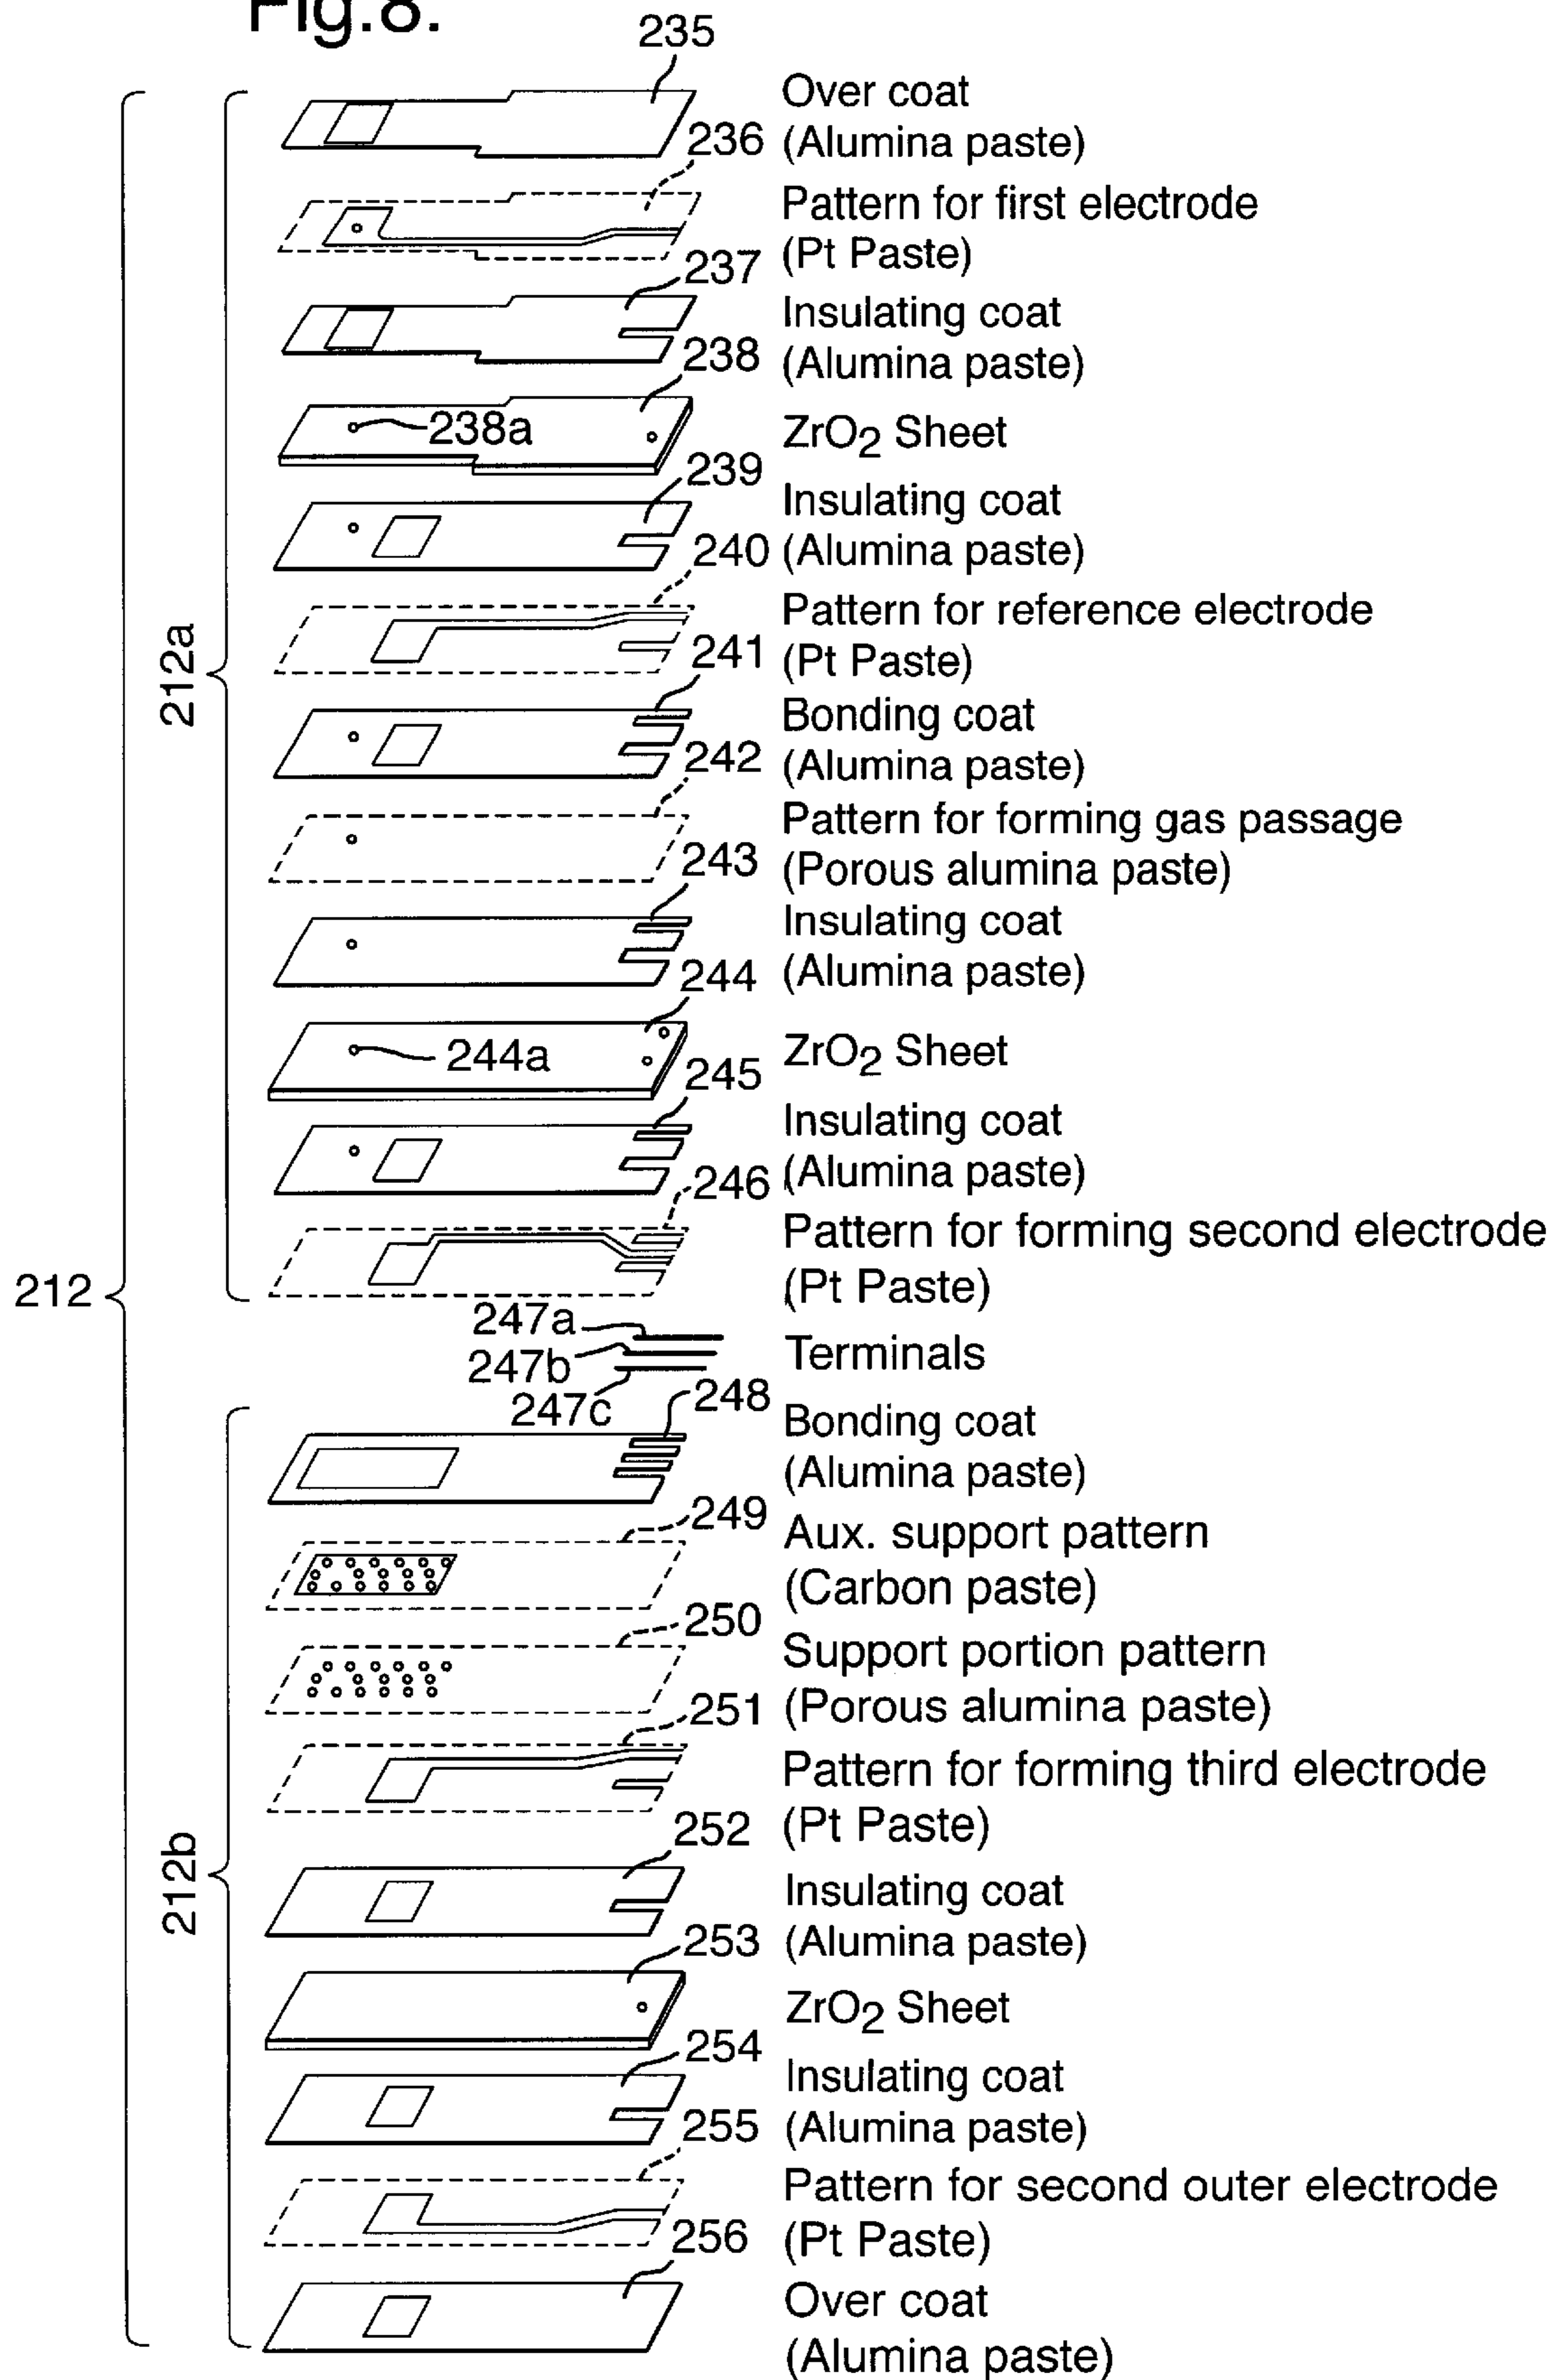 Fig.8.
235
Over coat
(Alumina paste)
236
Pattern for first electrode
(Pt Paste)
237
Insulating coat
(Alumina paste)
238
238a
ZrO2 Sheet
239
Insulating coat
(Alumina paste)
240
Pattern for reference electrode
(Pt Paste)
241
Bonding coat
(Alumina paste)
242
Pattern for forming gas passage
(Porous alumina paste)
243
Insulating coat
(Alumina paste)
244
244a
ZrO2 Sheet
245
Insulating coat
(Alumina paste)
246
Pattern for forming second electrode
(Pt Paste)
212a
212
247a
247b
247c
Terminals
248
Bonding coat
(Alumina paste)
249
Aux. support pattern
(Carbon paste)
250
Support portion pattern
(Porous alumina paste)
251
Pattern for forming third electrode
(Pt Paste)
252
Insulating coat
(Alumina paste)
212b
253
ZrO2 Sheet
254
Insulating coat
(Alumina paste)
255
Pattern for second outer electrode
(Pt Paste)
256
Over coat
(Alumina paste)